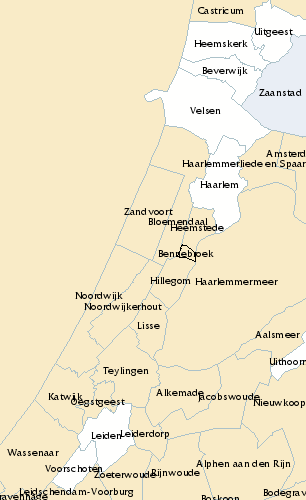 Castricum
Uitgeest
Heemskerk
Beverwijk
Zaanstad
Velsen
Amsterd
Haarlemmerliede en Spaar
Haarlem
Zandvoort
Bloemendaal
Heemstede
Bennebroek
Hillegom
Haarlemmermeer
Noordwijk
Noordwijkerhout
Lisse
Aalsmeer
Uithoorn
Teylingen
Alkemade
Katwijk
Oegstgeest
Jacobswoude
Nieuwkoop
Leiden
Leiderdorp
Wassenaar
Voorschoten
Zoeterwoude
Rijnwoude
Alphen aan den Rijn
Leidschendam-Voorburg
Bodegrav
ravenhage
Boskoop